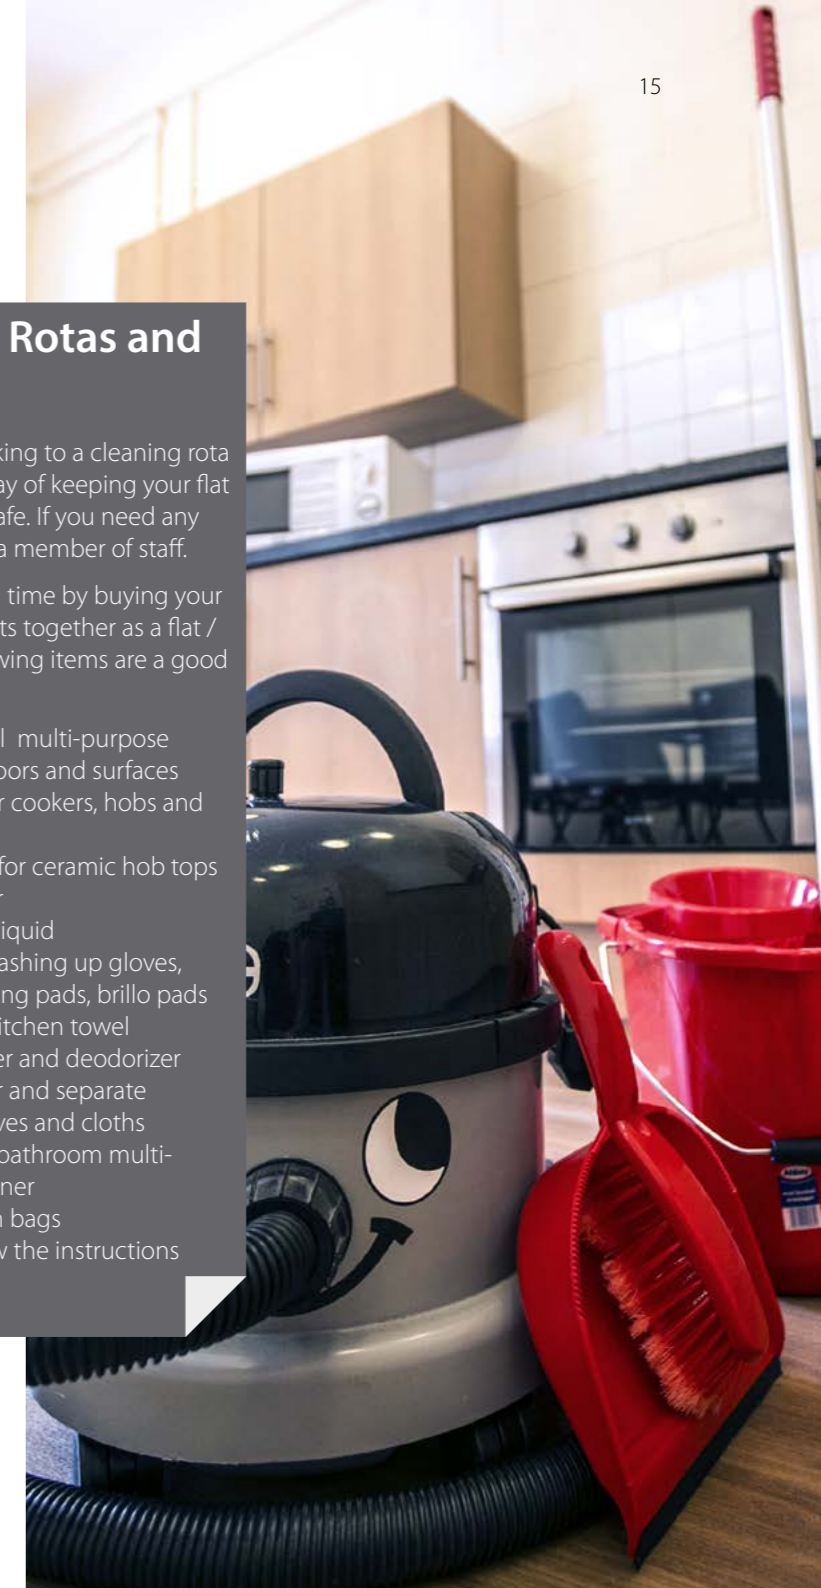 15
Rotas and
king to a cleaning rota
ay of keeping your flat
afe. If you need any
a member of staff.
time by buying your
ts together as a flat /
wing items are a good
l multi-purpose
oors and surfaces
r cookers, hobs and
for ceramic hob tops
r
iquid
ashing up gloves,
ng pads, brillo pads
itchen towel
er and deodorizer
r and separate
ves and cloths
bathroom multi-
ner
n bags
w the instructions